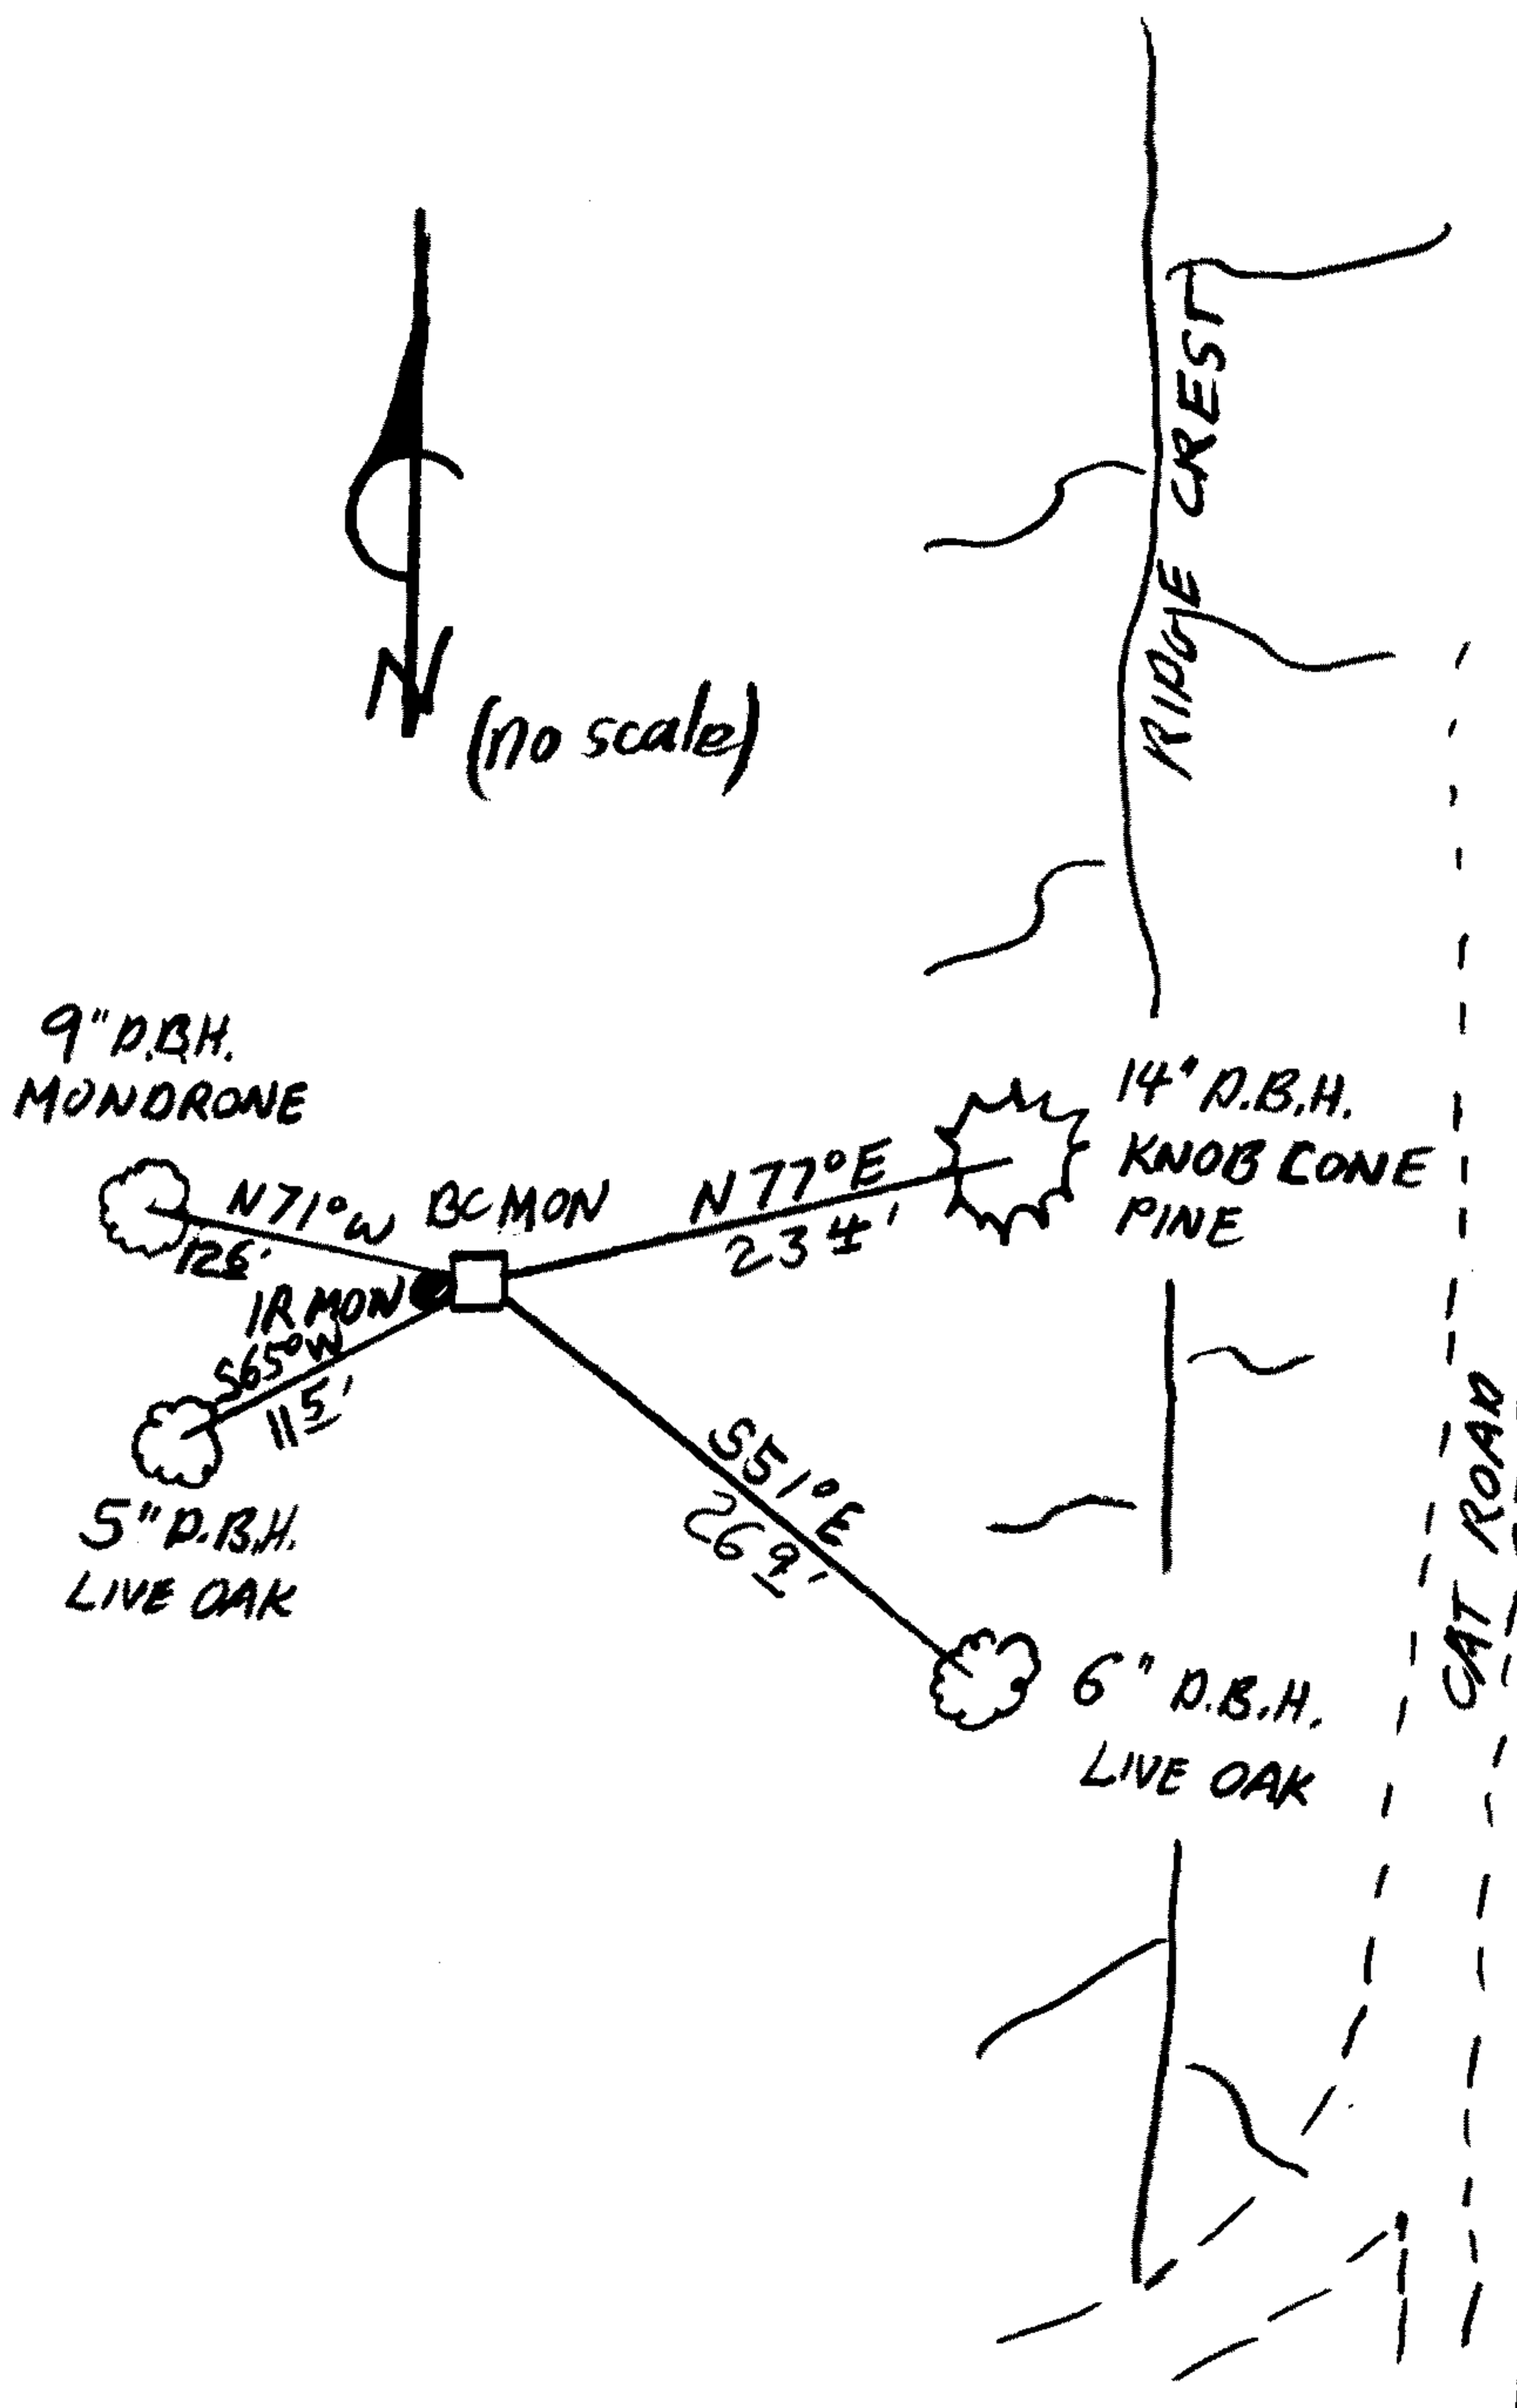 N
(no scale)
RIDGE CREST
9" D.B.H.
MONDRONE
14" D.B.H.
KNOB CONE
PINE
N71°W
126'
BC MON
N77°E
234'
IR MON
S65°W
115'
5" D.B.H.
LIVE OAK
S51°E
269'
6" D.B.H.
LIVE OAK
CAT ROAD